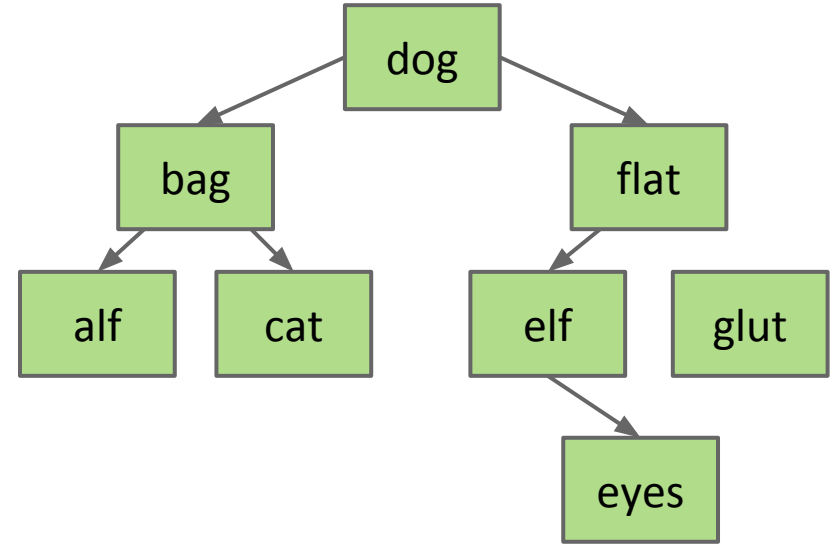 dog
bag
flat
alf
cat
elf
glut
eyes